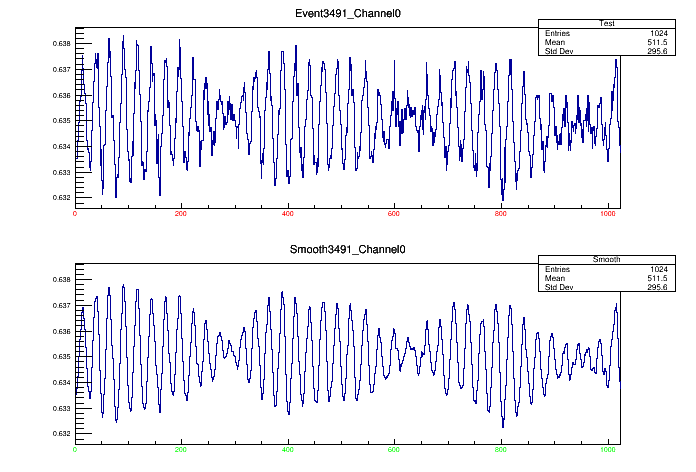 Event3491_Channel0
Test
Entries 1024
Mean 511.5
Std Dev 295.6
0.638
0.637
0.636
0.635
0.634
0.633
0.632
0 200 400 600 800 1000
Smooth3491_Channel0
Smooth
Entries 1024
Mean 511.5
Std Dev 295.6
0.638
0.637
0.636
0.635
0.634
0.633
0.632
0 200 400 600 800 1000